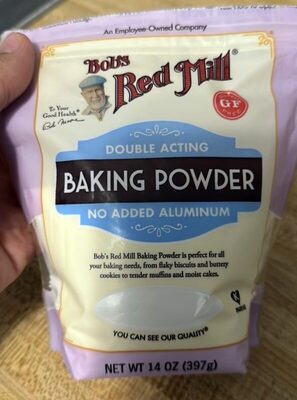 An Employee-Owned Company
Bob's
Red Mill®
To Your
Good Health®
Bob Moore
GF
DOUBLE ACTING
BAKING POWDER
NO ADDED ALUMINUM
Bob's Red Mill Baking Powder is perfect for all
your baking needs, from flaky biscuits and buttery
cookies to tender muffins and moist cakes.
YOU CAN SEE OUR QUALITY®
NET WT 14 OZ (397g)